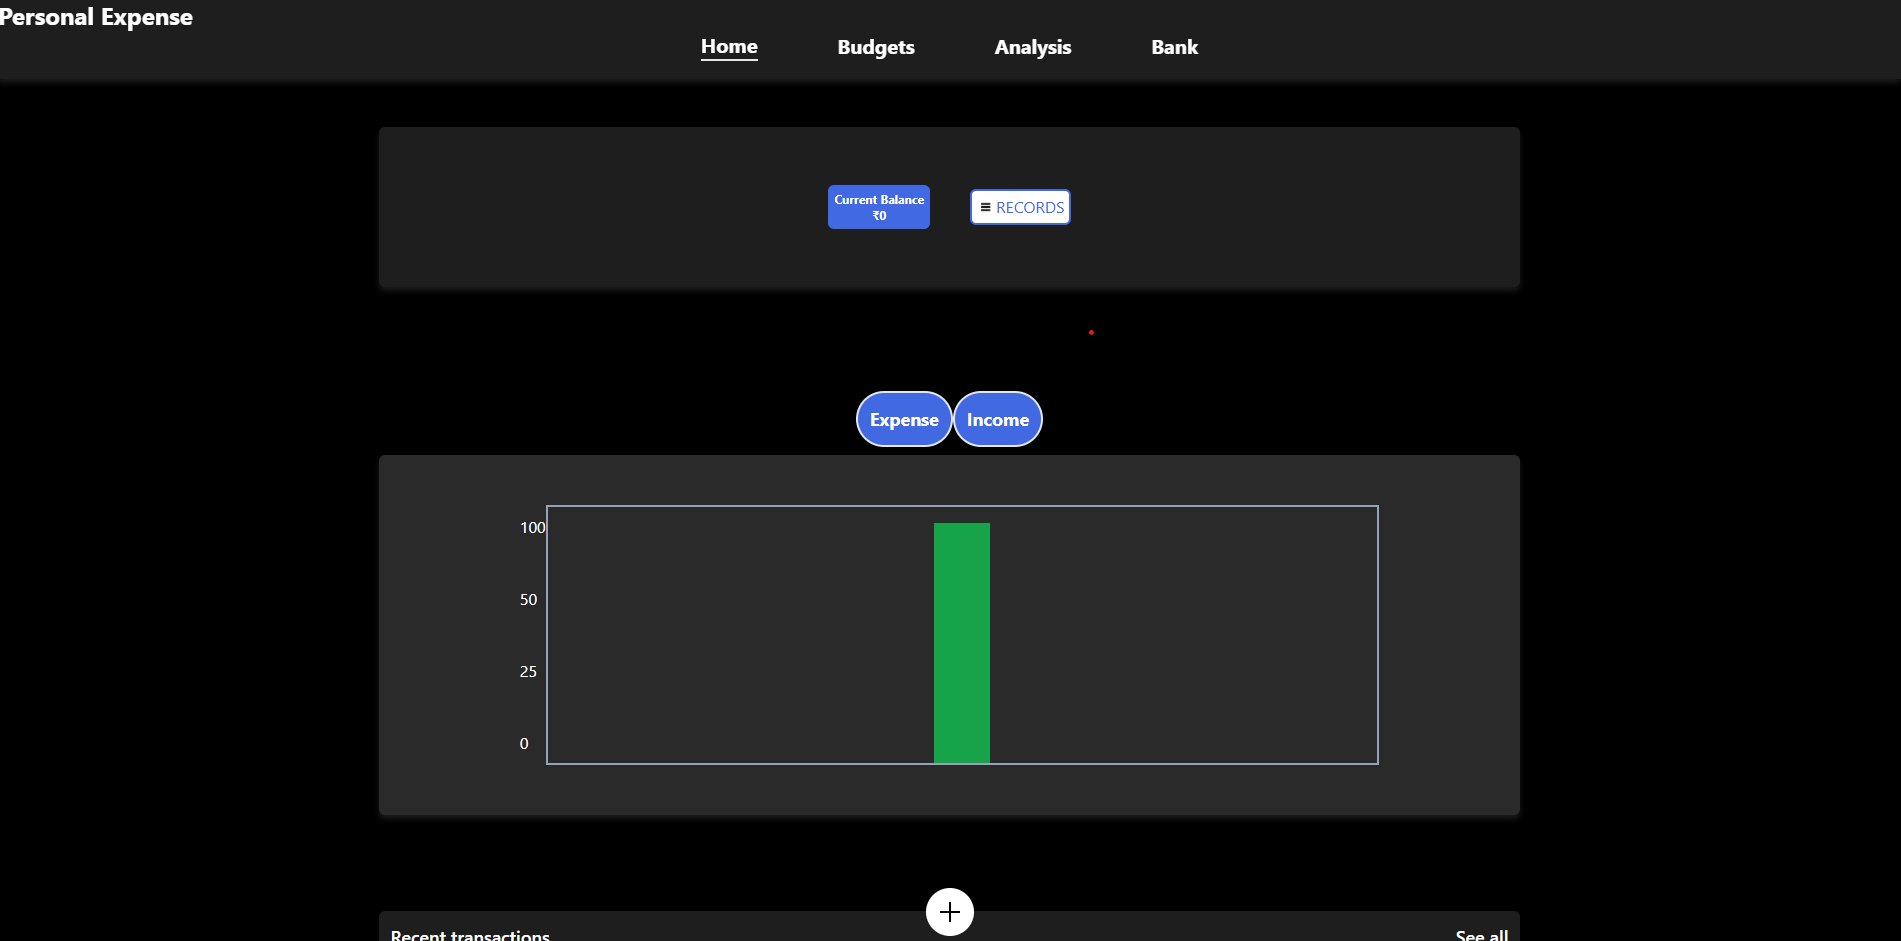 Personal Expense
Home Budgets Analysis Bank
Current Balance
₹0
RECORDS
Expense Income
100
50
25
0
Recent transactions See all